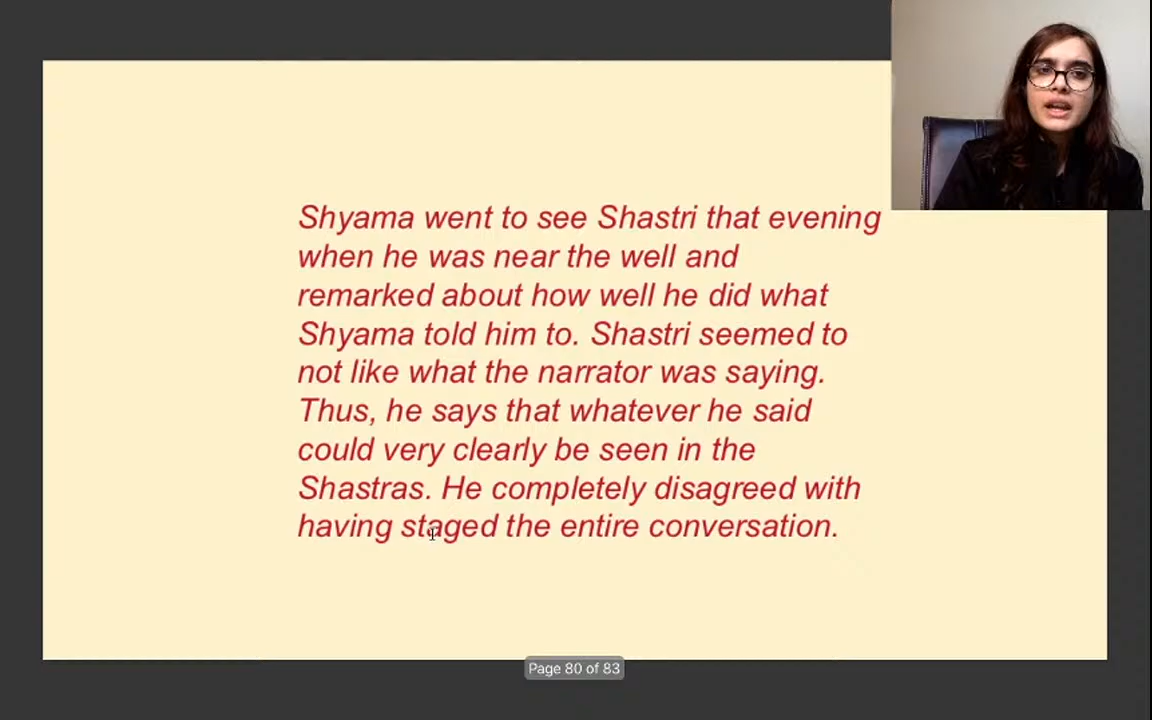 Shyama went to see Shastri that evening
when he was near the well and
remarked about how well he did what
Shyama told him to. Shastri seemed to
not like what the narrator was saying.
Thus, he says that whatever he said
could very clearly be seen in the
Shastras. He completely disagreed with
having staged the entire conversation.
Page 80 of 83